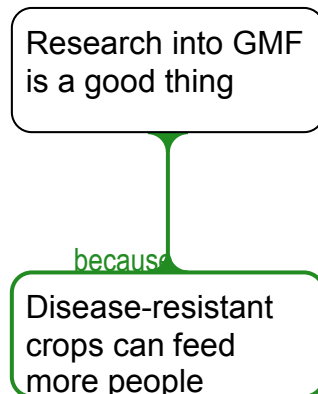 Research into GMF
is a good thing
because
Disease-resistant
crops can feed
more people